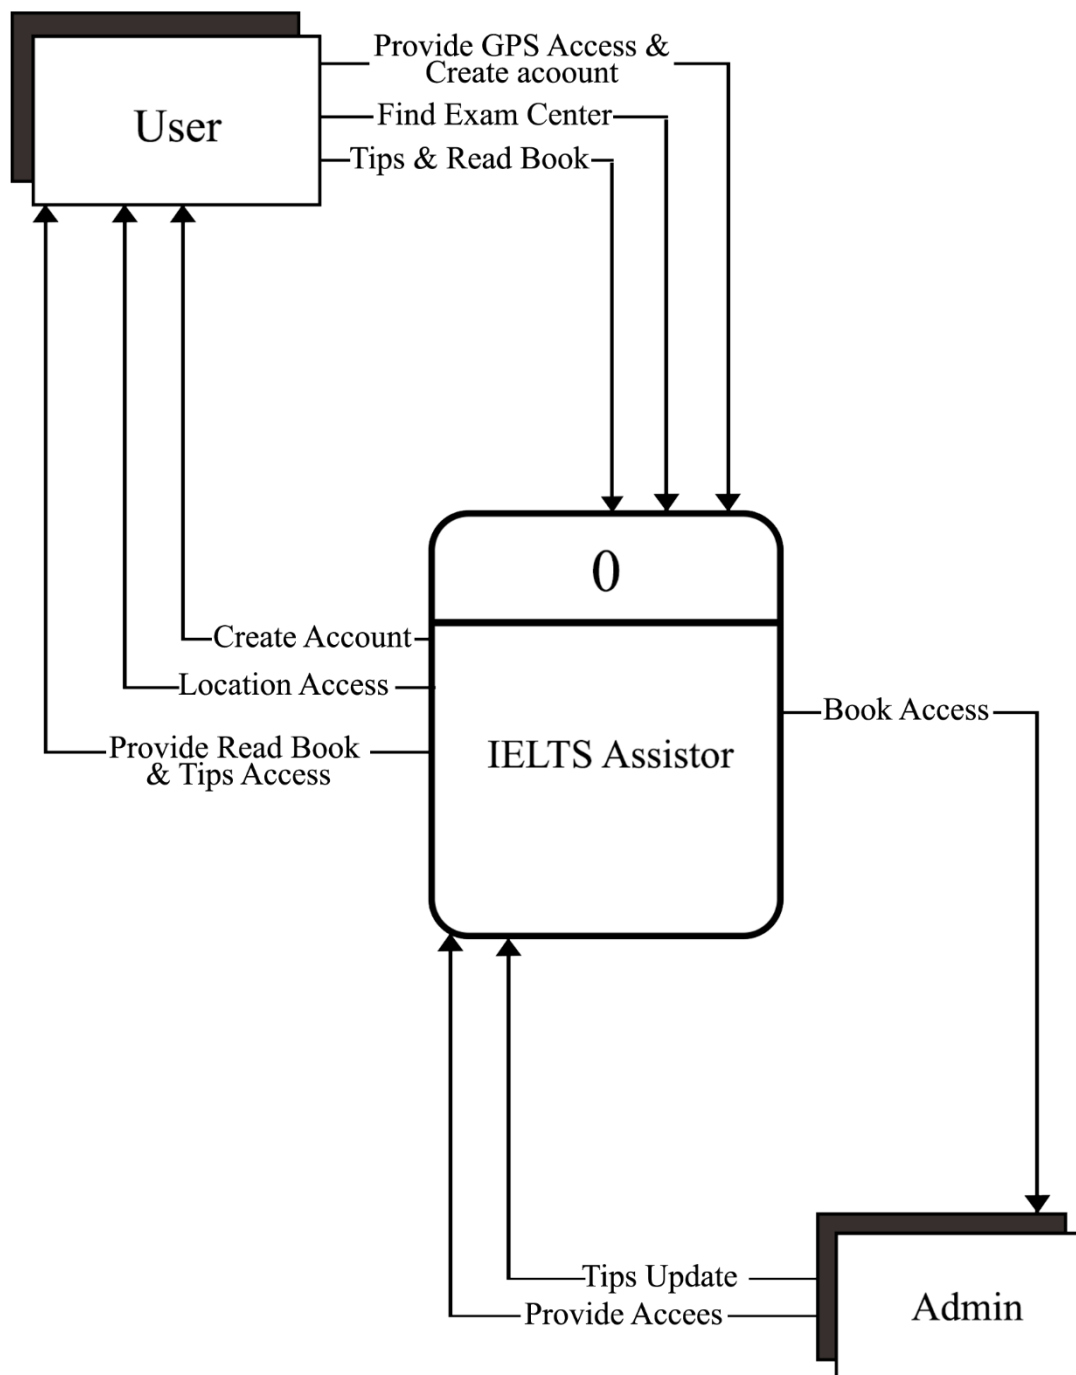 Provide GPS Access &
Create acoount
User
Find Exam Center
Tips & Read Book
0
Create Account
Location Access
Book Access
Provide Read Book
& Tips Access
IELTS Assistor
Tips Update
Provide Accees
Admin